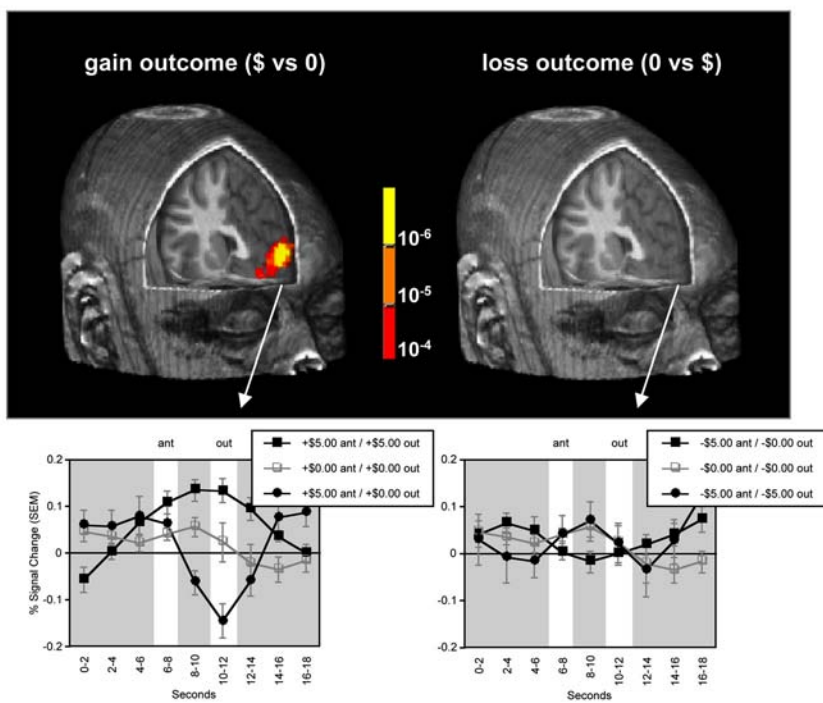 gain outcome ($ vs 0)
loss outcome (0 vs $)
10-6
10-5
10-4
ant
out
+$5.00 ant / +$5.00 out
+$0.00 ant / +$0.00 out
+$5.00 ant / +$0.00 out
0.2
0.1
0
-0.1
-0.2
% Signal Change (SEM)
0-2
2-4
4-6
6-8
8-10
10-12
12-14
14-16
16-18
Seconds
ant
out
-$5.00 ant / -$0.00 out
-$0.00 ant / -$0.00 out
-$5.00 ant / -$5.00 out
0.2
0.1
0
-0.1
-0.2
0-2
2-4
4-6
6-8
8-10
10-12
12-14
14-16
16-18
Seconds